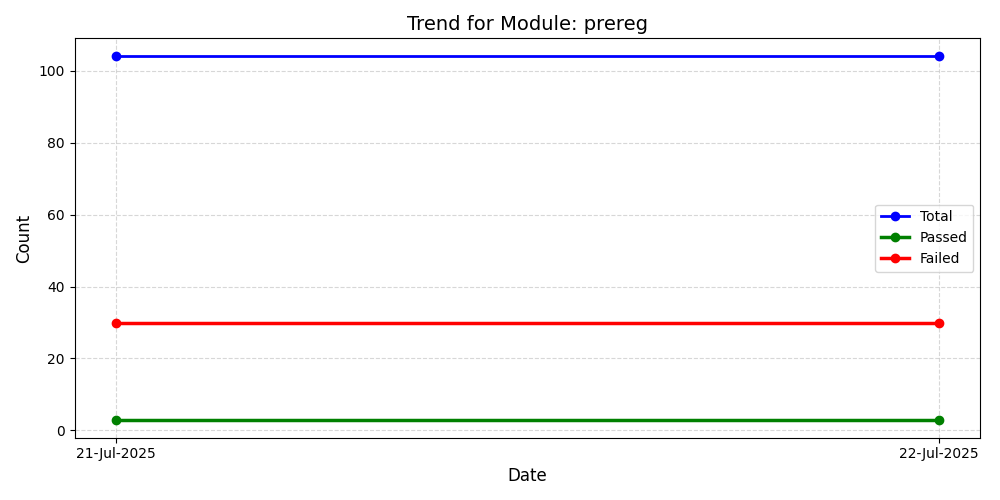 Trend for Module: prereg
Count
100
80
60
40
20
0
Total
Passed
Failed
21-Jul-2025
22-Jul-2025
Date